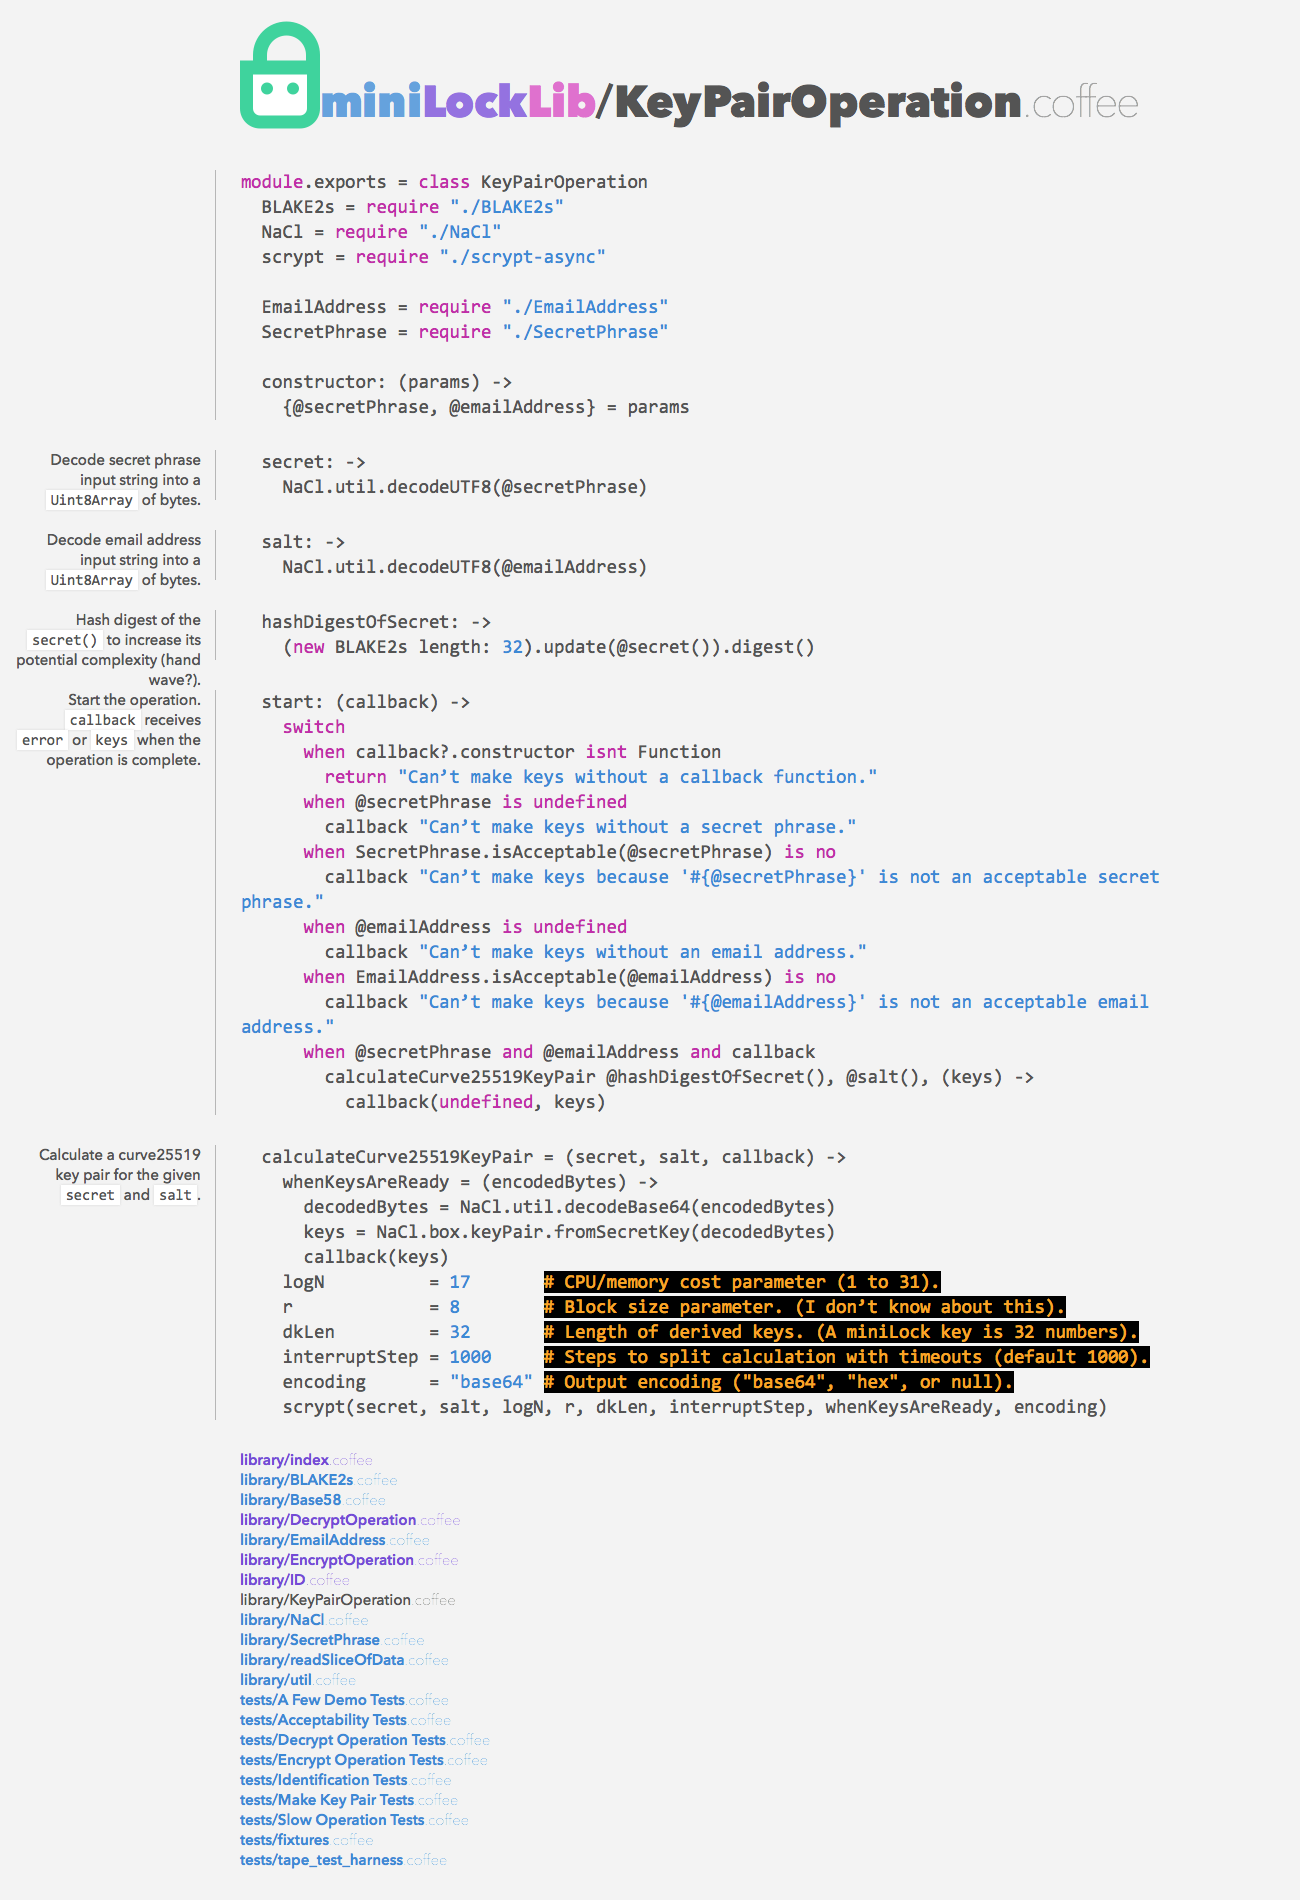 miniLockLib/KeyPairOperation.coffee
module.exports = class KeyPairOperation
BLAKE2s = require "./BLAKE2s"
NaCl = require "./NaCl"
scrypt = require "./scrypt-async"
EmailAddress = require "./EmailAddress"
SecretPhrase = require "./SecretPhrase"
constructor: (params) ->
{@secretPhrase, @emailAddress} = params
Decode secret phrase
input string into a
Uint8Array of bytes.
secret: ->
NaCl.util.decodeUTF8(@secretPhrase)
Decode email address
input string into a
Uint8Array of bytes.
salt: ->
NaCl.util.decodeUTF8(@emailAddress)
Hash digest of the
secret() to increase its
potential complexity (hand
wave?).
hashDigestOfSecret: ->
(new BLAKE2s length: 32).update(@secret()).digest()
Start the operation.
callback receives
error or keys when the
operation is complete.
start: (callback) ->
switch
when callback?.constructor isnt Function
return "Can’t make keys without a callback function."
when @secretPhrase is undefined
callback "Can’t make keys without a secret phrase."
when SecretPhrase.isAcceptable(@secretPhrase) is no
callback "Can’t make keys because '#{@secretPhrase}' is not an acceptable secret
phrase."
when @emailAddress is undefined
callback "Can’t make keys without an email address."
when EmailAddress.isAcceptable(@emailAddress) is no
callback "Can’t make keys because '#{@emailAddress}' is not an acceptable email
address."
when @secretPhrase and @emailAddress and callback
calculateCurve25519KeyPair @hashDigestOfSecret(), @salt(), (keys) ->
callback(undefined, keys)
Calculate a curve25519
key pair for the given
secret and salt.
calculateCurve25519KeyPair = (secret, salt, callback) ->
whenKeysAreReady = (encodedBytes) ->
decodedBytes = NaCl.util.decodeBase64(encodedBytes)
keys = NaCl.box.keyPair.fromSecretKey(decodedBytes)
callback(keys)
logN = 17 # CPU/memory cost parameter (1 to 31).
r = 8 # Block size parameter. (I don’t know about this).
dkLen = 32 # Length of derived keys. (A miniLock key is 32 numbers).
interruptStep = 1000 # Steps to split calculation with timeouts (default 1000).
encoding = "base64" # Output encoding ("base64", "hex", or null).
scrypt(secret, salt, logN, r, dkLen, interruptStep, whenKeysAreReady, encoding)
library/index.coffee
library/BLAKE2s.coffee
library/Base58.coffee
library/DecryptOperation.coffee
library/EmailAddress.coffee
library/EncryptOperation.coffee
library/ID.coffee
library/KeyPairOperation.coffee
library/NaCl.coffee
library/SecretPhrase.coffee
library/readSliceOfData.coffee
library/util.coffee
tests/A Few Demo Tests.coffee
tests/Acceptability Tests.coffee
tests/Decrypt Operation Tests.coffee
tests/Encrypt Operation Tests.coffee
tests/Identification Tests.coffee
tests/Make Key Pair Tests.coffee
tests/Slow Operation Tests.coffee
tests/fixtures.coffee
tests/tape_test_harness.coffee